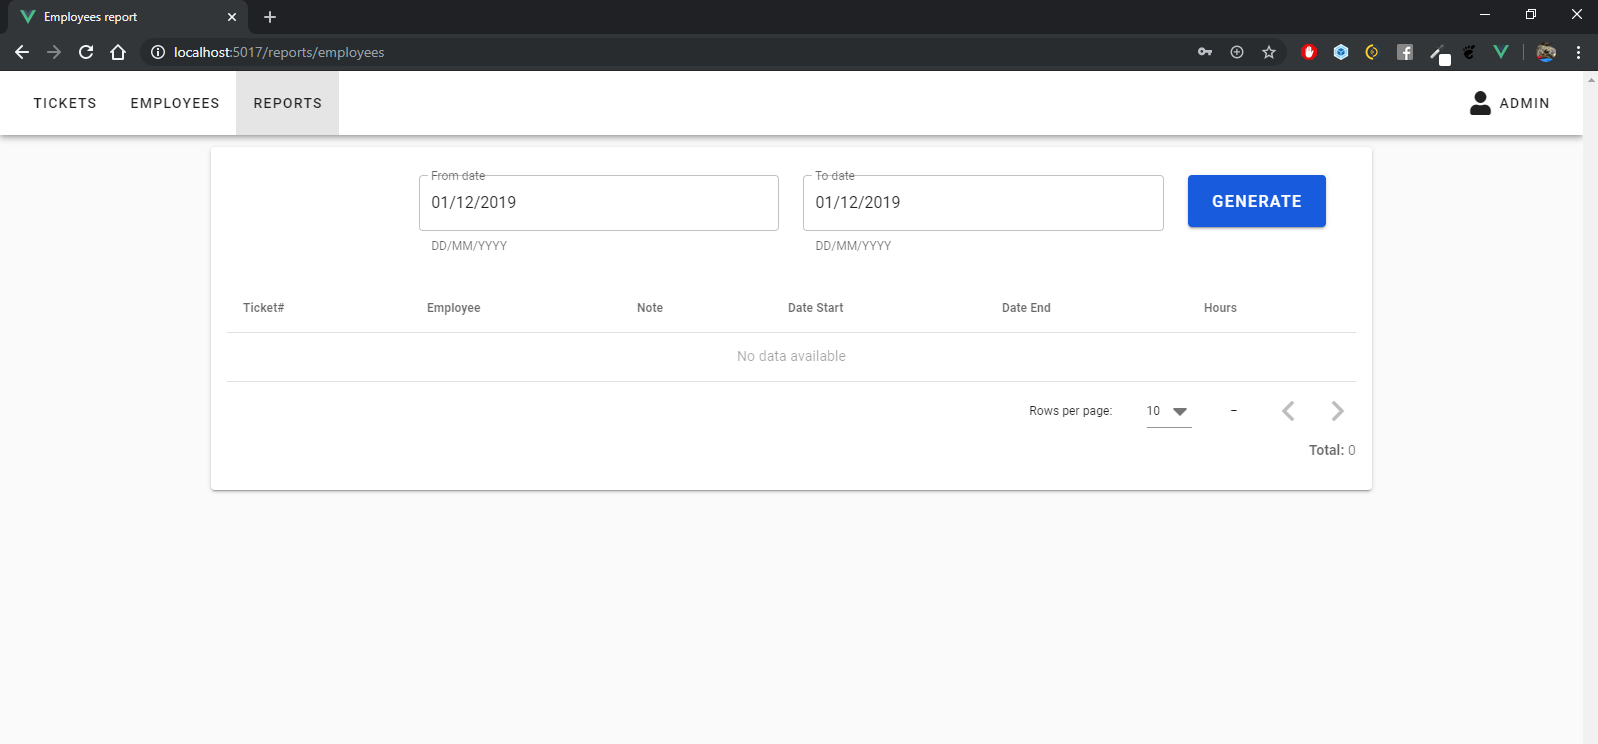 Employees report
localhost:5017/reports/employees
TICKETS EMPLOYEES REPORTS ADMIN
From date To date
01/12/2019 01/12/2019 GENERATE
DD/MM/YYYY DD/MM/YYYY
Ticket# Employee Note Date Start Date End Hours
No data available
Rows per page: 10 –
Total: 0